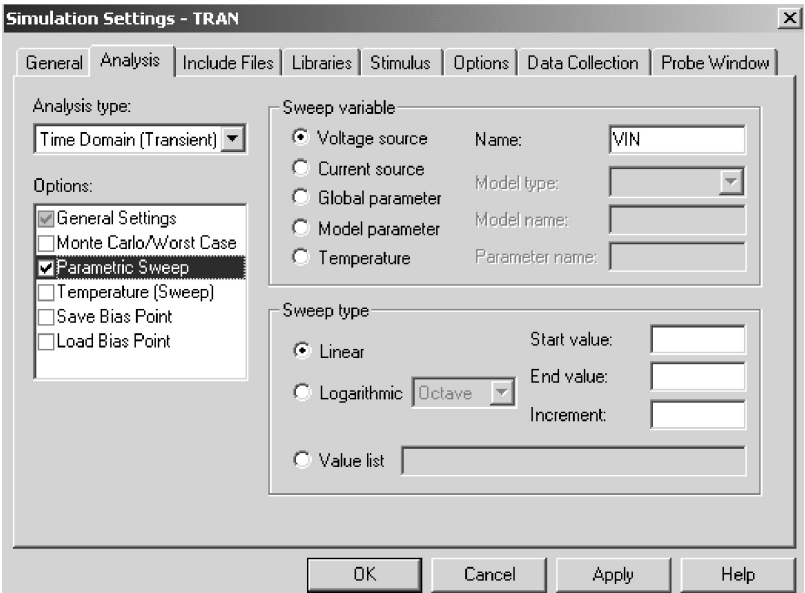 Simulation Settings - TRAN
General Analysis Include Files Libraries Stimulus Options Data Collection Probe Window
Analysis type:
Time Domain (Transient)
Options:
General Settings
Monte Carlo/Worst Case
Parametric Sweep
Temperature (Sweep)
Save Bias Point
Load Bias Point
Sweep variable
Voltage source
Current source
Global parameter
Model parameter
Temperature
Name: VIN
Model type:
Model name:
Parameter name:
Sweep type
Linear
Logarithmic Octave
Value list
Start value:
End value:
Increment:
OK Cancel Apply Help